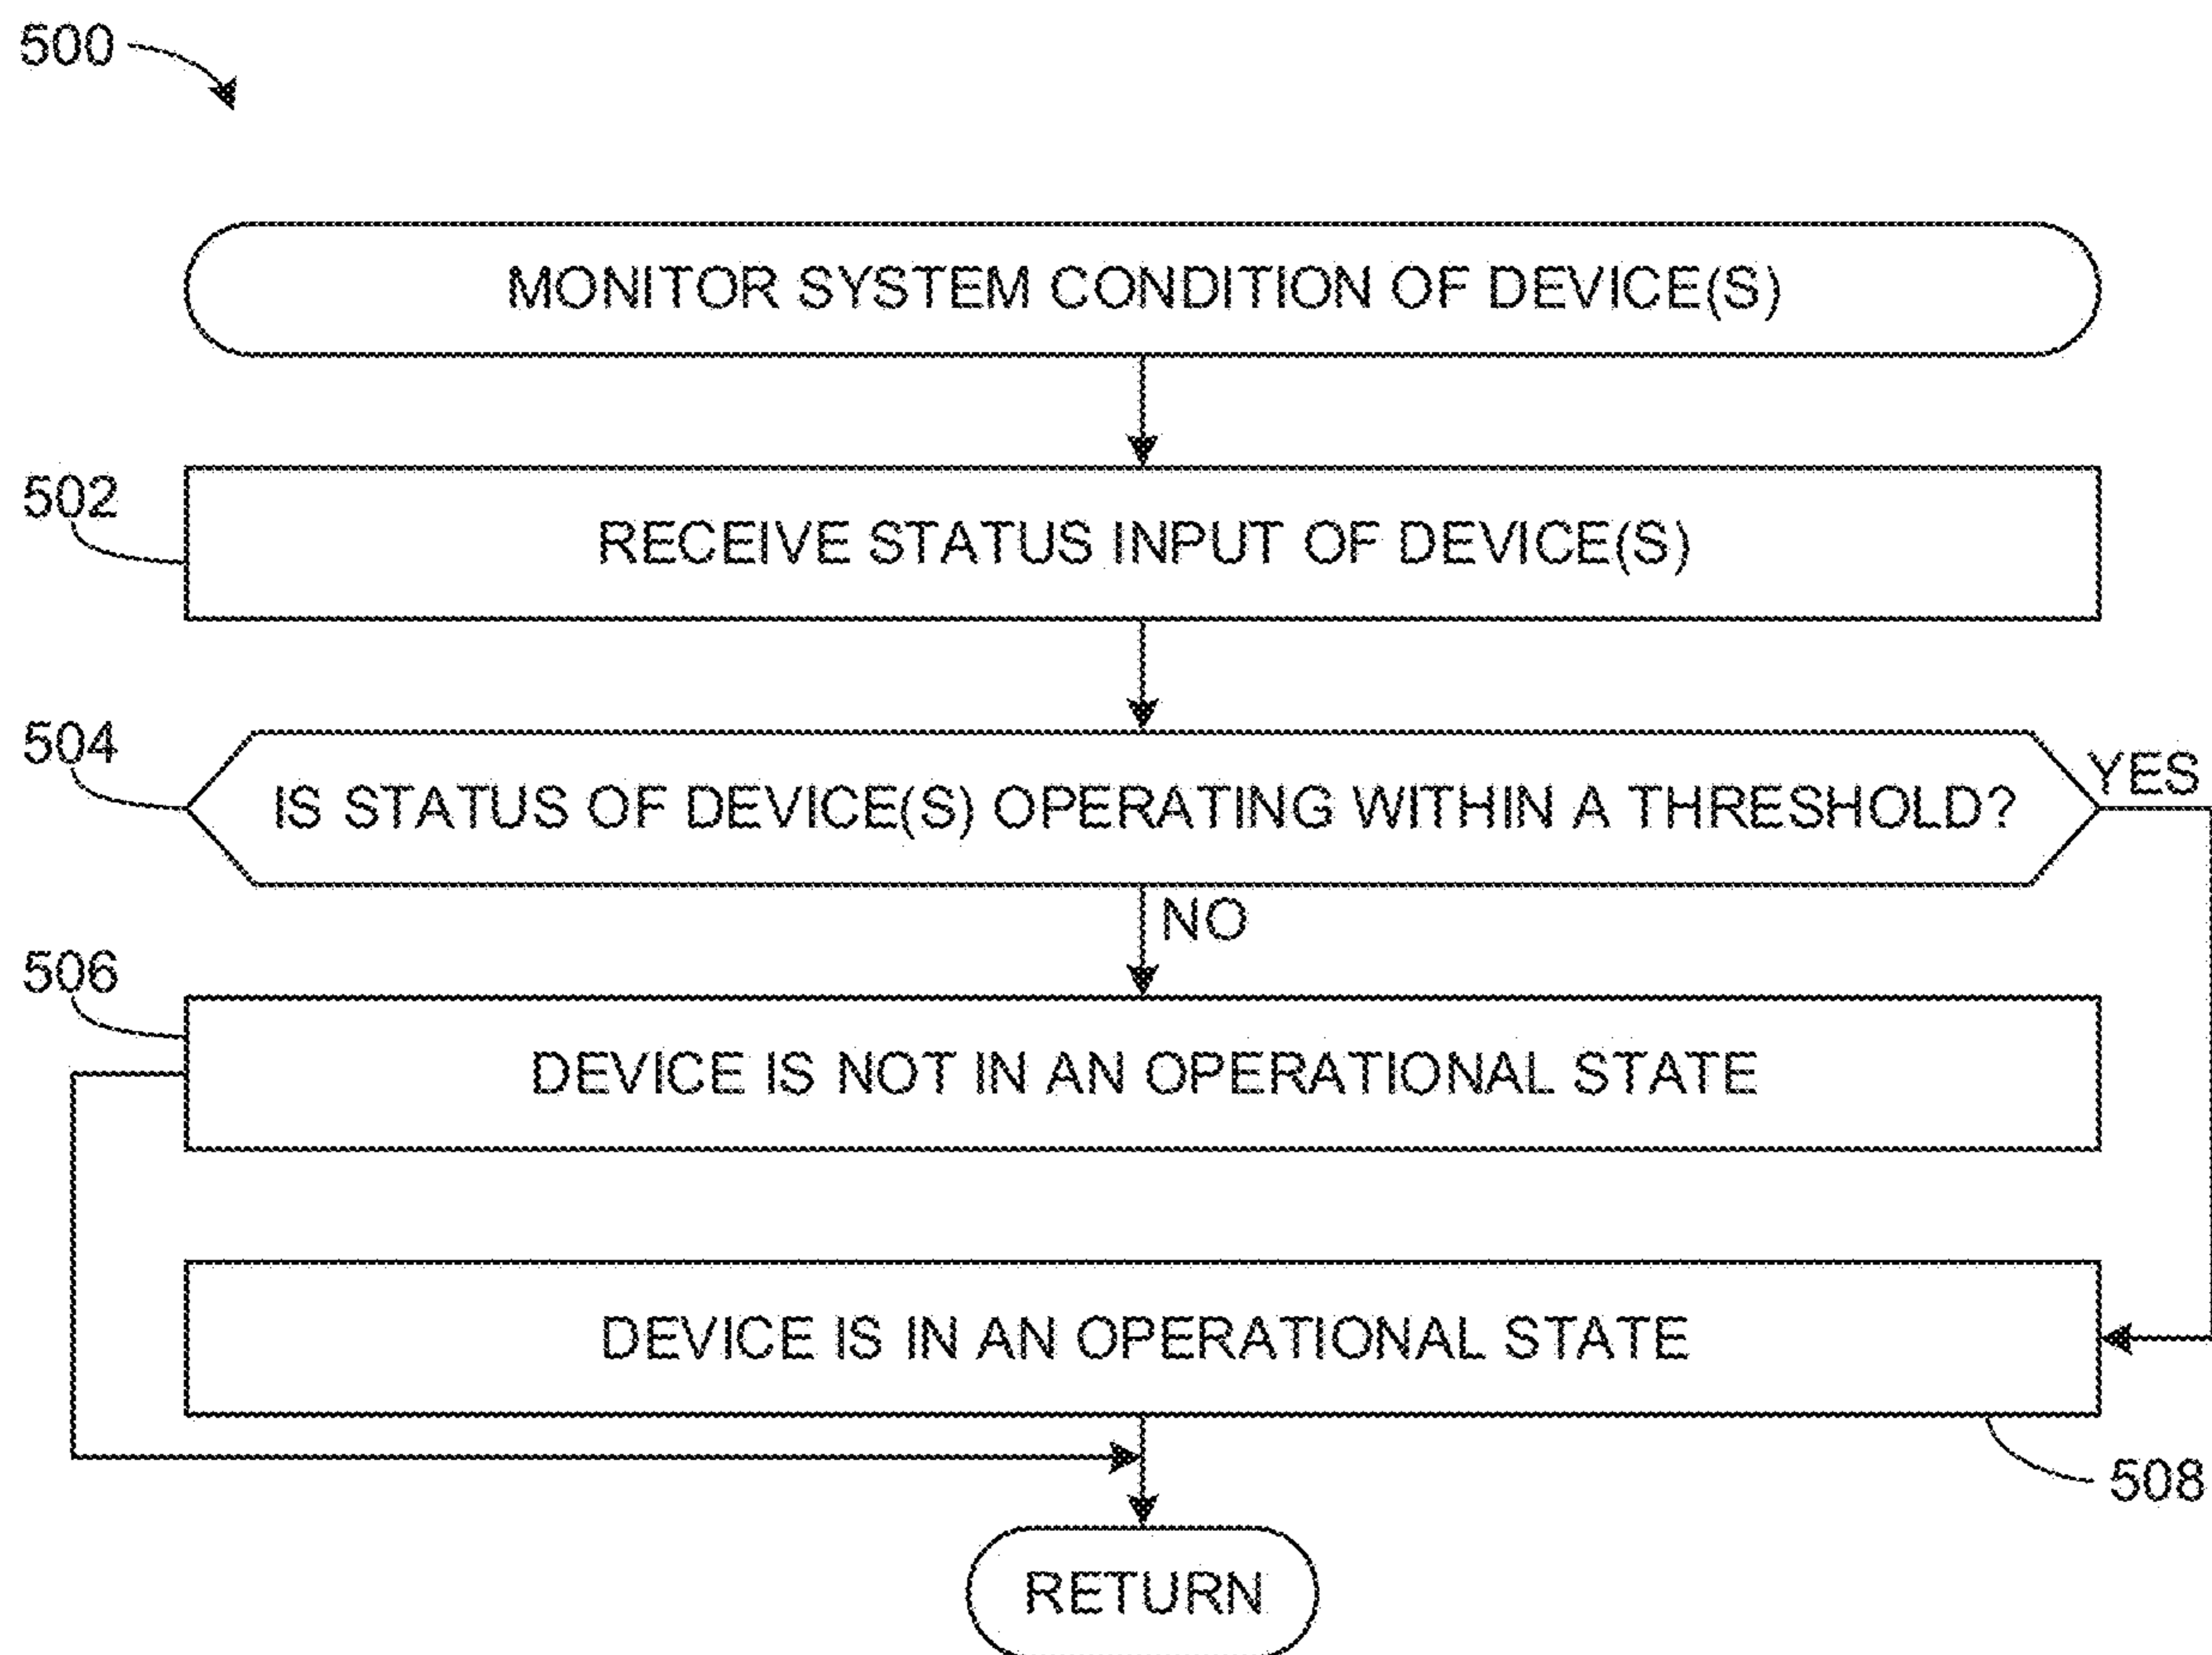 500
MONITOR SYSTEM CONDITION OF DEVICE(S)
502
RECEIVE STATUS INPUT OF DEVICE(S)
504
IS STATUS OF DEVICE(S) OPERATING WITHIN A THRESHOLD?
YES
NO
506
DEVICE IS NOT IN AN OPERATIONAL STATE
DEVICE IS IN AN OPERATIONAL STATE
508
RETURN